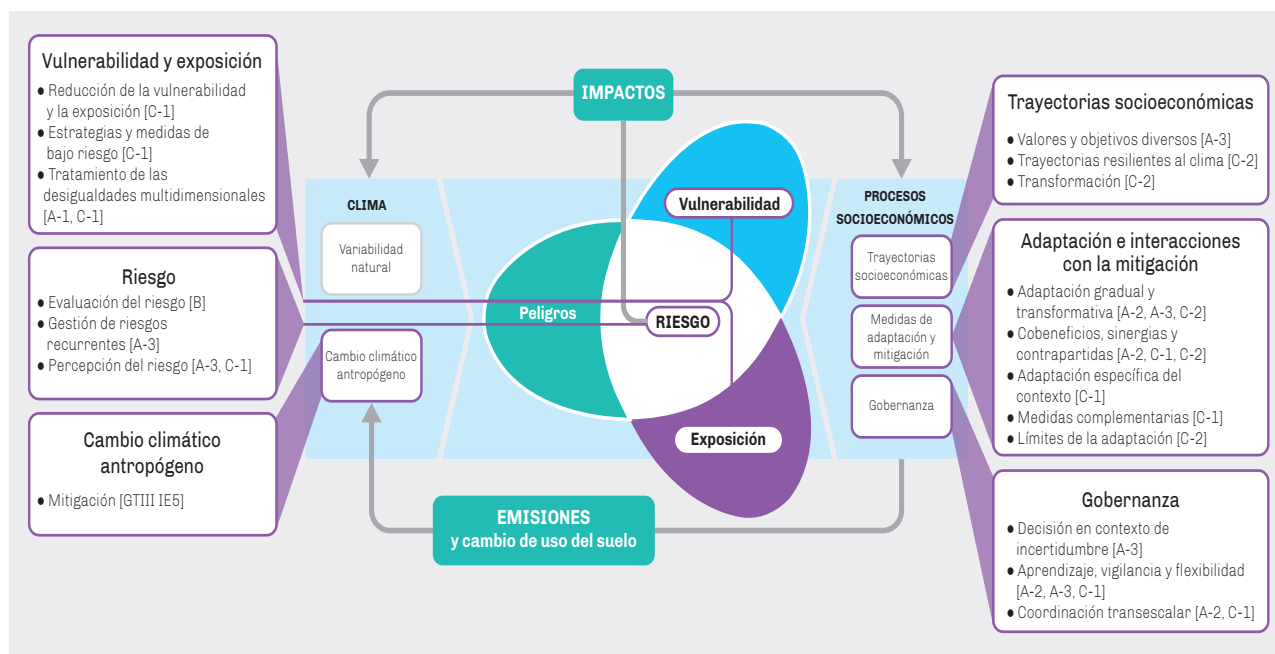 Vulnerabilidad y exposición
● Reducción de la vulnerabilidad
y la exposición [C-1]
● Estrategias y medidas de
bajo riesgo [C-1]
● Tratamiento de las
desigualdades multidimensionales
[A-1, C-1]
Riesgo
● Evaluación del riesgo [B]
● Gestión de riesgos
recurrentes [A-3]
● Percepción del riesgo [A-3, C-1]
Cambio climático
antropógeno
● Mitigación [GTIII IE5]
IMPACTOS
CLIMA
Variabilidad
natural
Cambio climático
antropógeno
Peligros
Vulnerabilidad
RIESGO
Exposición
EMISIONES
y cambio de uso del suelo
PROCESOS
SOCIOECONÓMICOS
Trayectorias
socioeconómicas
Medidas de
adaptación y
mitigación
Gobernanza
Trayectorias socioeconómicas
● Valores y objetivos diversos [A-3]
● Trayectorias resilientes al clima [C-2]
● Transformación [C-2]
Adaptación e interacciones
con la mitigación
● Adaptación gradual y
transformativa [A-2, A-3, C-2]
● Cobeneficios, sinergias y
contrapartidas [A-2, C-1, C-2]
● Adaptación específica del
contexto [C-1]
● Medidas complementarias [C-1]
● Límites de la adaptación [C-2]
Gobernanza
● Decisión en contexto de
incertidumbre [A-3]
● Aprendizaje, vigilancia y flexibilidad
[A-2, A-3, C-1]
● Coordinación transescalar [A-2, C-1]